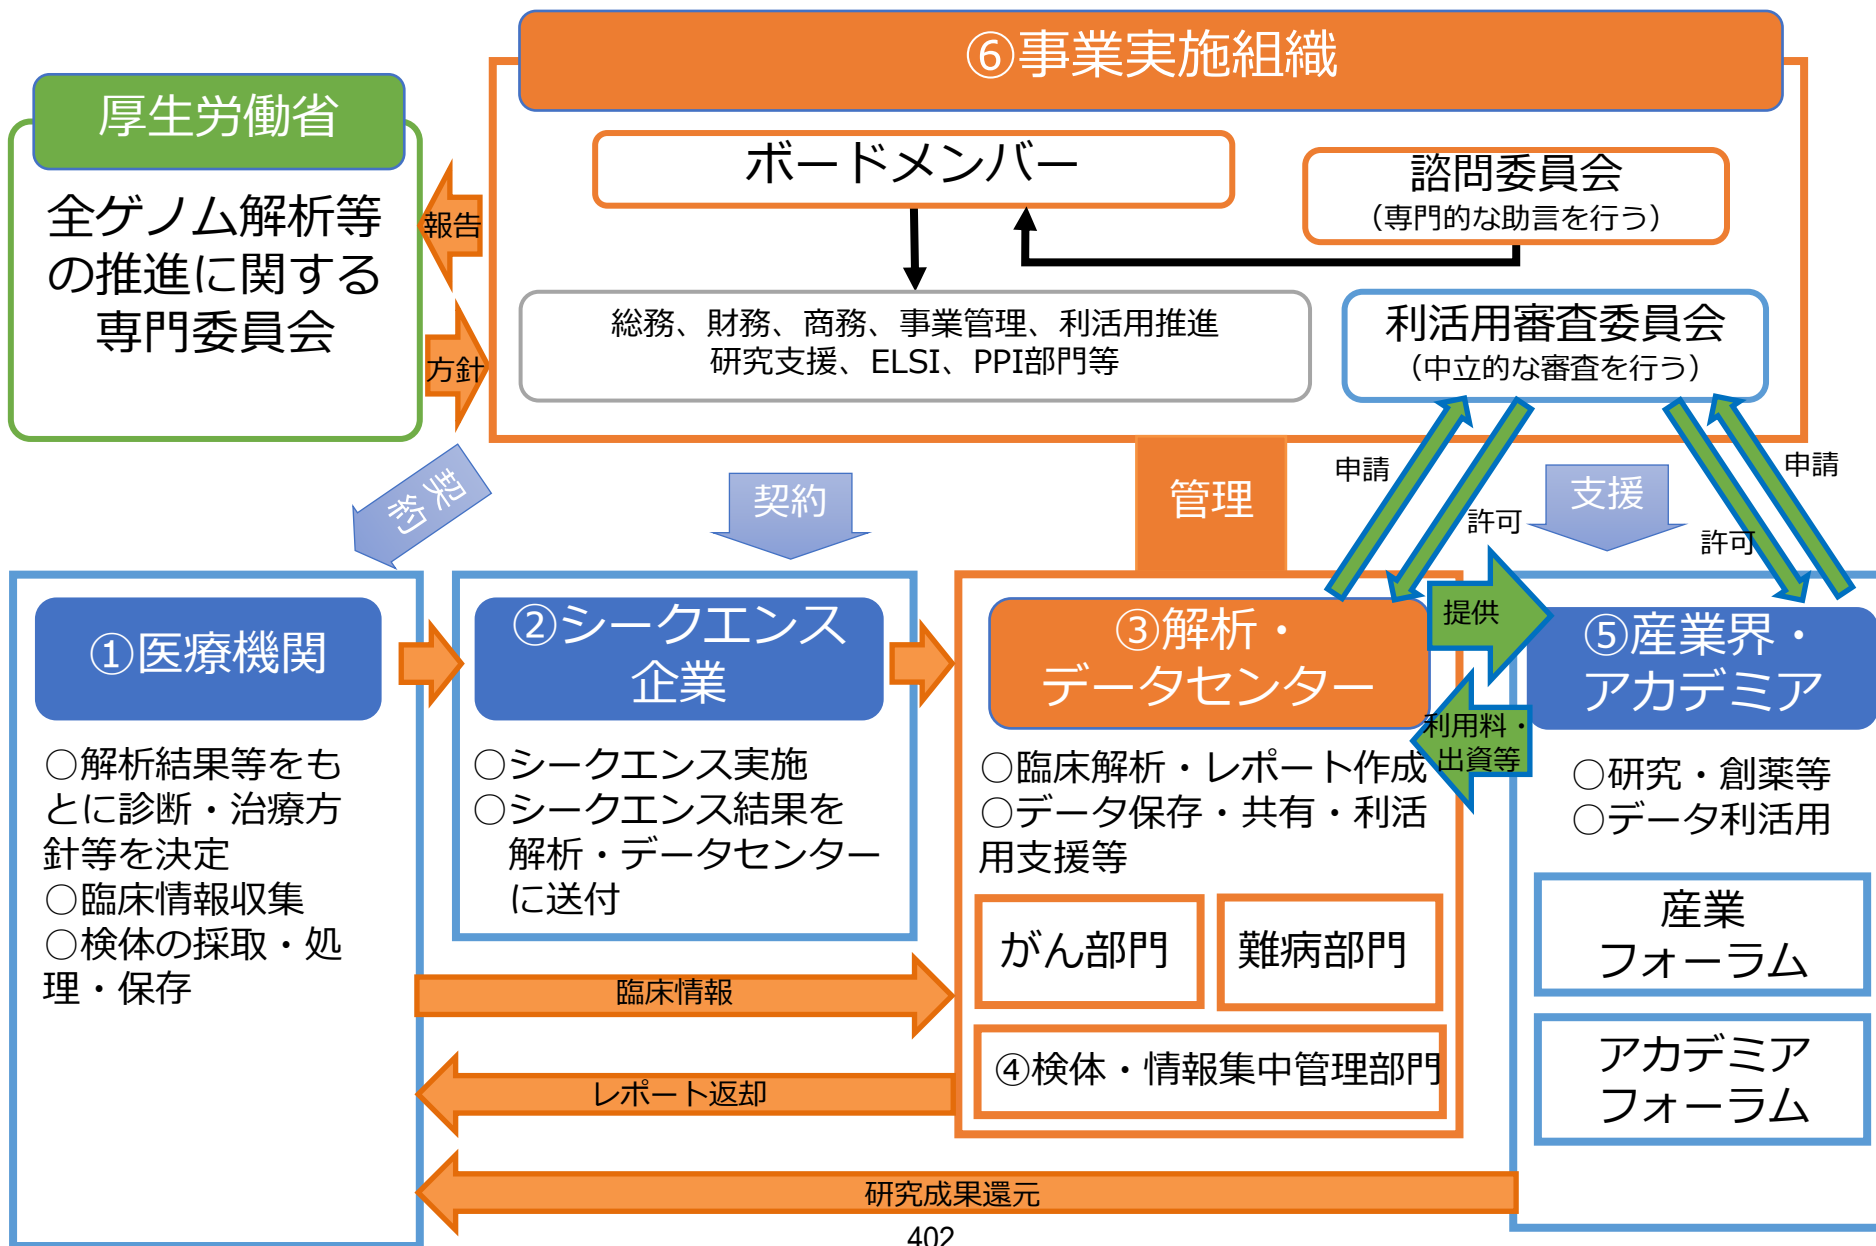 ⑥事業実施組織
厚生労働省
全ゲノム解析等
の推進に関する
専門委員会
報告
方針
ボードメンバー
諮問委員会
（専門的な助言を行う）
総務、財務、商務、事業管理、利活用推進
研究支援、ELSI、PPI部門等
利活用審査委員会
（中立的な審査を行う）
契約
契約
管理
申請
許可
支援
許可
申請
①医療機関
○解析結果等をも
とに診断・治療方
針等を決定
○臨床情報収集
○検体の採取・処
理・保存
②シークエンス
企業
○シークエンス実施
○シークエンス結果を
解析・データセンター
に送付
③解析・
データセンター
○臨床解析・レポート作成
○データ保存・共有・利活
用支援等
がん部門
難病部門
④検体・情報集中管理部門
提供
利用料・
出資等
⑤産業界・
アカデミア
○研究・創薬等
○データ利活用
産業
フォーラム
アカデミア
フォーラム
臨床情報
レポート返却
研究成果還元
402